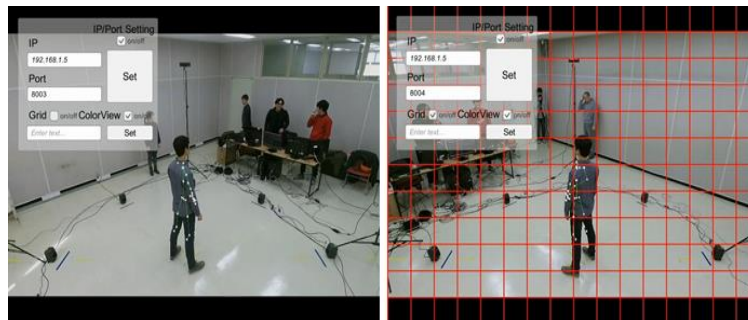 IP/Port Setting
on/off
IP
192.168.1.5
Set
Port
8003
Grid on/off ColorView on/off
Enter text...
Set
IP/Port Setting
on/off
IP
192.168.1.5
Set
Port
8004
Grid on/off ColorView on/off
Enter text...
Set